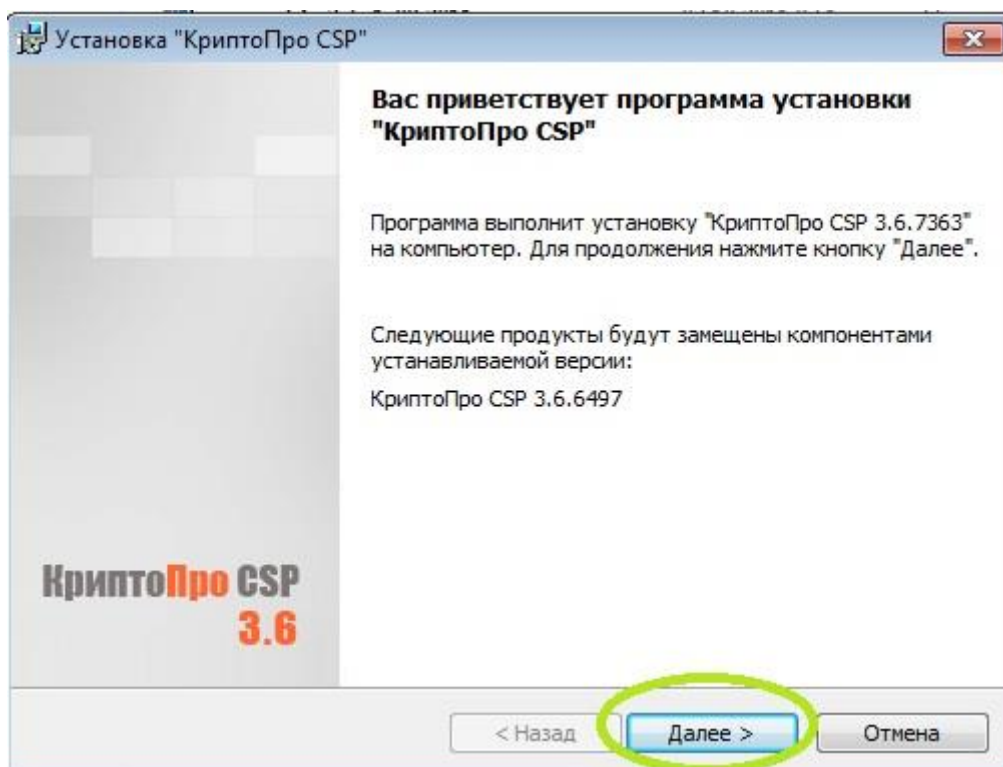 Установка "КриптоПро CSP"
Вас приветствует программа установки
"КриптоПро CSP"
Программа выполнит установку "КриптоПро CSP 3.6.7363"
на компьютер. Для продолжения нажмите кнопку "Далее".
Следующие продукты будут замещены компонентами
устанавливаемой версии:
КриптоПро CSP 3.6.6497
КриптоПро CSP
3.6
< Назад
Далее >
Отмена